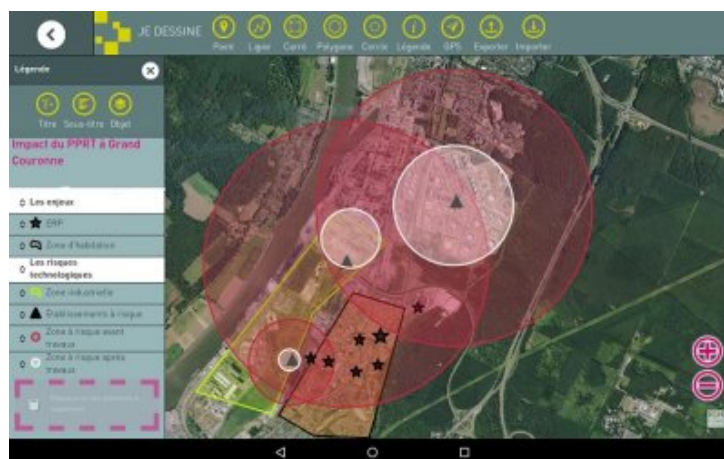 JE DESSINE
Point Ligne Carré Polygone Cercle Légende GPS Exporter Importer
Légende
Titre Sous-titre Objet
Impact du PPRT à Grand
Couronne
Les enjeux
ERP
Zone d'habitation
Les risques
technologiques
Zone industrielle
Etablissements à risque
Zone à risque avant
travaux
Zone à risque après
travaux